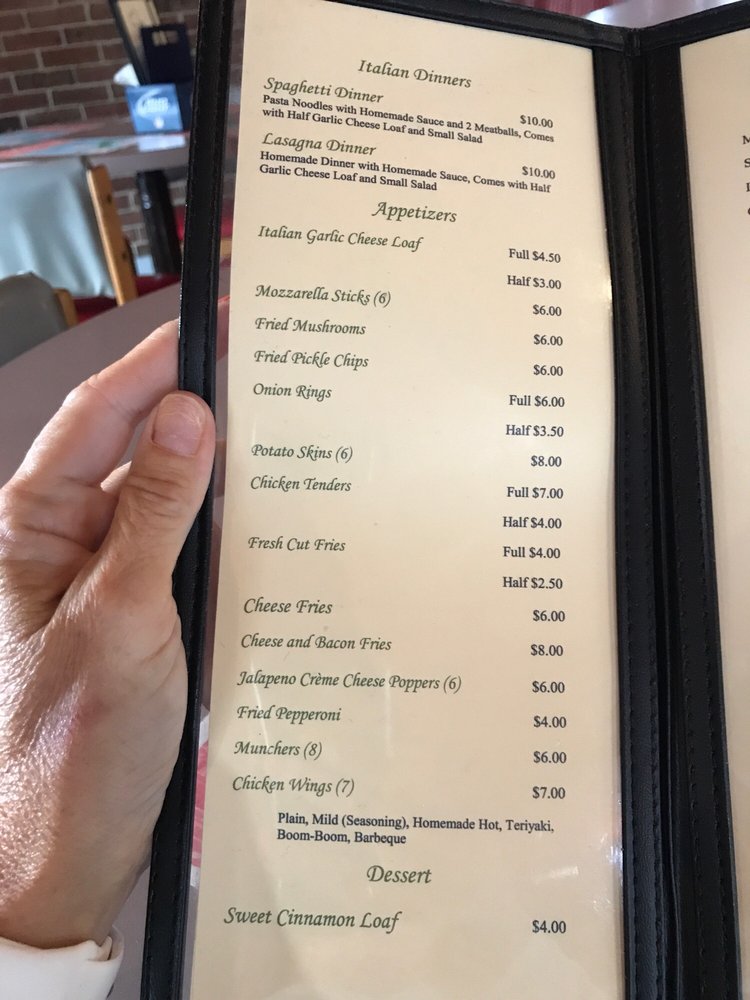 Italian Dinners
Spaghetti Dinner $10.00
Pasta Noodles with Homemade Sauce and 2 Meatballs, Comes
with Half Garlic Cheese Loaf and Small Salad
Lasagna Dinner $10.00
Homemade Dinner with Homemade Sauce, Comes with Half
Garlic Cheese Loaf and Small Salad
Appetizers
Italian Garlic Cheese Loaf Full $4.50
Half $3.00
Mozzarella Sticks (6) $6.00
Fried Mushrooms $6.00
Fried Pickle Chips $6.00
Onion Rings Full $6.00
Half $3.50
Potato Skins (6) $8.00
Chicken Tenders Full $7.00
Half $4.00
Fresh Cut Fries Full $4.00
Half $2.50
Cheese Fries $6.00
Cheese and Bacon Fries $8.00
Jalapeno Crème Cheese Poppers (6) $6.00
Fried Pepperoni $4.00
Munchers (8) $6.00
Chicken Wings (7) $7.00
Plain, Mild (Seasoning), Homemade Hot, Teriyaki,
Boom-Boom, Barbeque
Dessert
Sweet Cinnamon Loaf $4.00